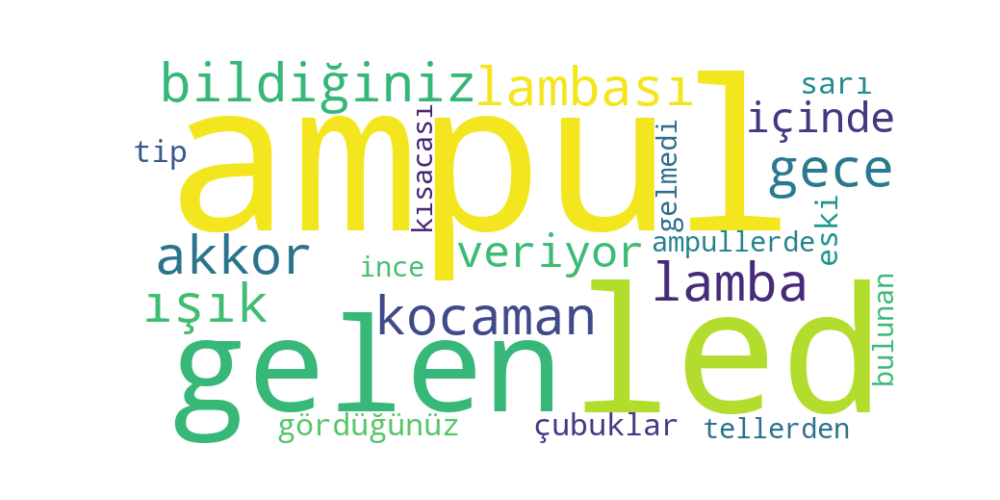 bildiğiniz
lambası
sarı
ampul
içinde
tip
kısacası
gelmedi
gece
eski
akkor
ince
veriyor
ampullerde
lamba
ışık
kocaman
bulunan
gelen
led
gördüğünüz
çubuklar
tellerden